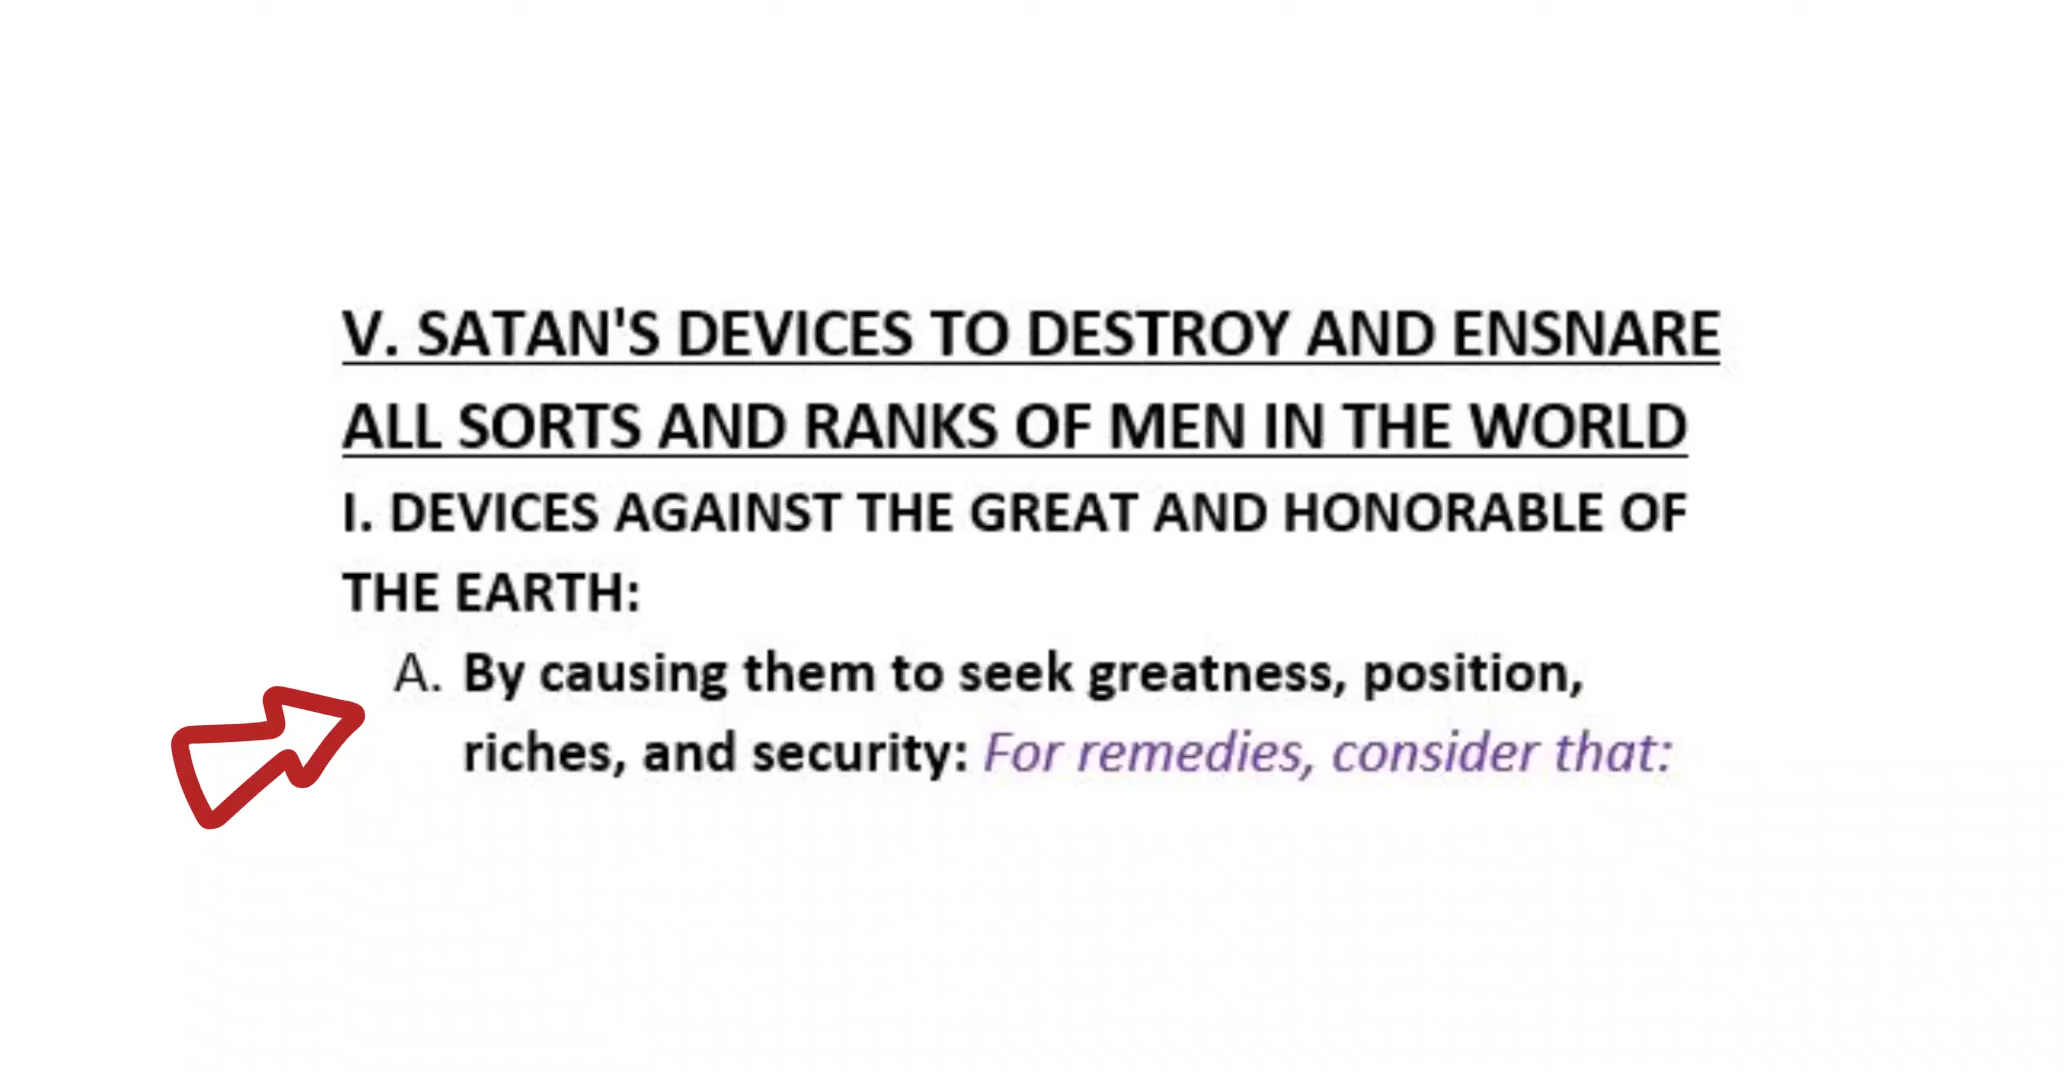 V. SATAN'S DEVICES TO DESTROY AND ENSNARE
ALL SORTS AND RANKS OF MEN IN THE WORLD
I. DEVICES AGAINST THE GREAT AND HONORABLE OF
THE EARTH:
A. By causing them to seek greatness, position,
riches, and security: For remedies, consider that: